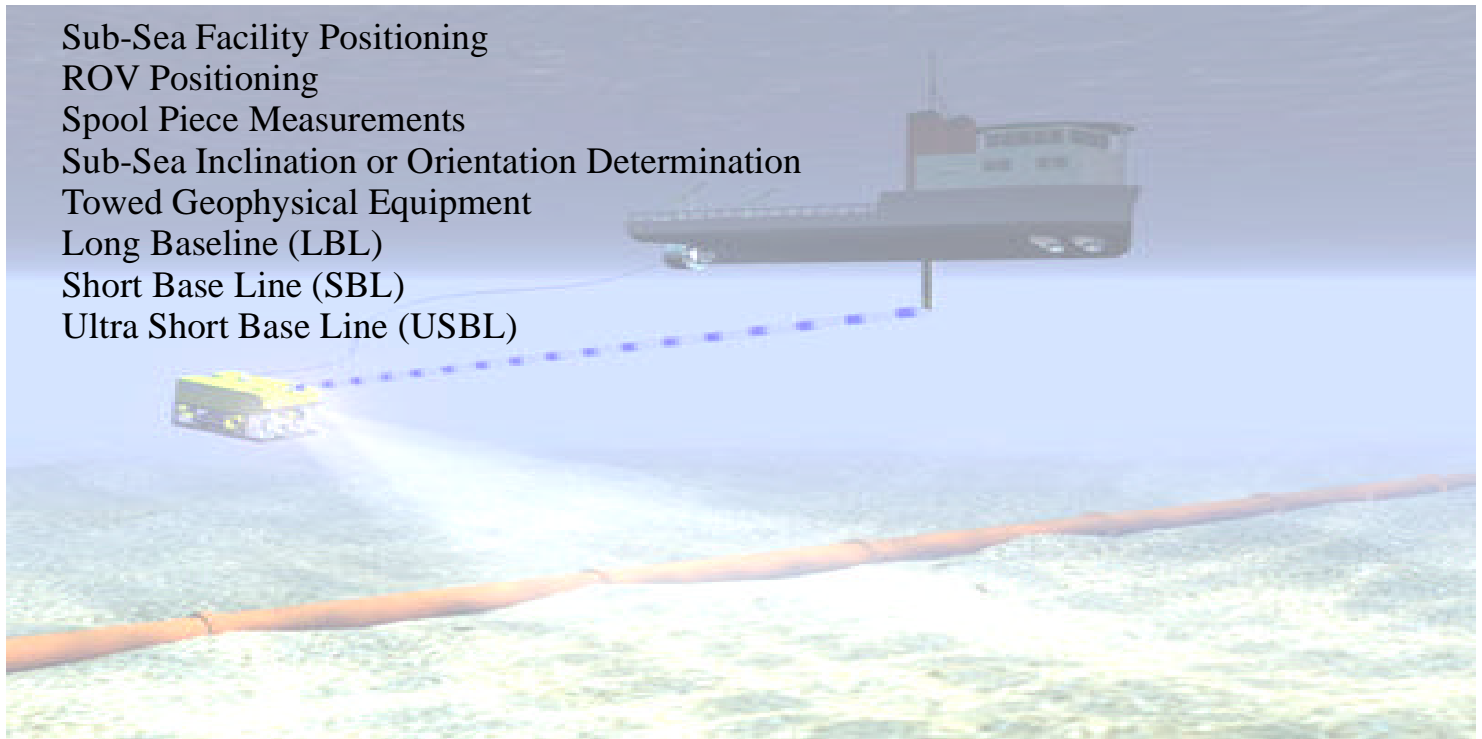 Sub-Sea Facility Positioning
ROV Positioning
Spool Piece Measurements
Sub-Sea Inclination or Orientation Determination
Towed Geophysical Equipment
Long Baseline (LBL)
Short Base Line (SBL)
Ultra Short Base Line (USBL)